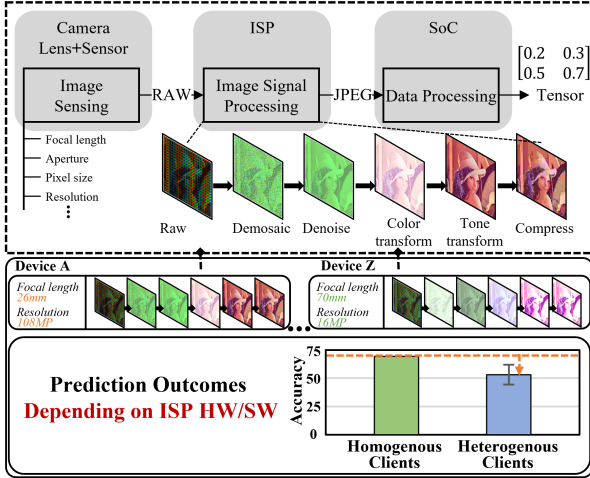 Camera
Lens+Sensor
ISP
SoC
Image
Sensing
RAW
Image Signal
Processing
JPEG
Data Processing
[0.2 0.3
0.5 0.7]
Tensor
Focal length
Aperture
Pixel size
Resolution
⋮
Raw
Demosaic
Denoise
Color
transform
Tone
transform
Compress
Device A
Focal length
26mm
Resolution
108MP
•••
Device Z
Focal length
70mm
Resolution
16MP
Prediction Outcomes
Depending on ISP HW/SW
Accuracy
75
50
25
0
Homogenous
Clients
Heterogenous
Clients